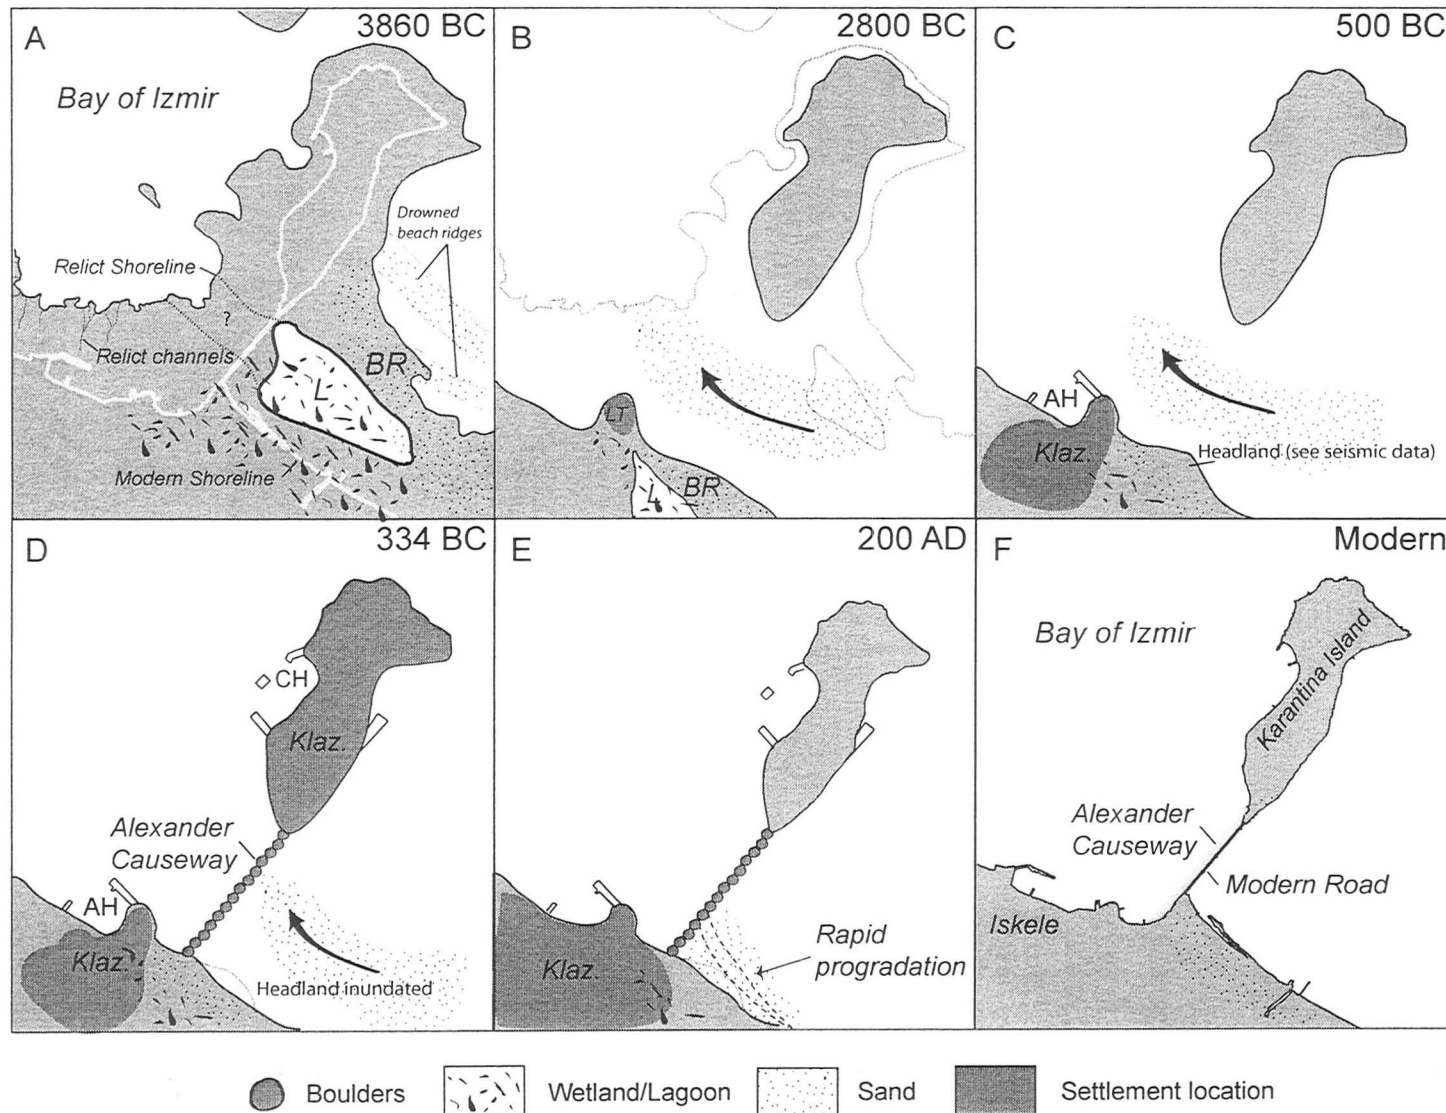 A
3860 BC
Bay of Izmir
Drowned
beach ridges
Relict Shoreline
?
Relict channels
BR
L
Modern Shoreline
B
2800 BC
LT
L
BR
C
500 BC
AH
Klaz.
Headland (see seismic data)
D
334 BC
CH
Klaz.
Alexander
Causeway
AH
Klaz.
Headland inundated
E
200 AD
Klaz.
Rapid
progradation
F
Modern
Bay of Izmir
Karantina Island
Alexander
Causeway
Modern Road
Iskele
Boulders
Wetland/Lagoon
Sand
Settlement location